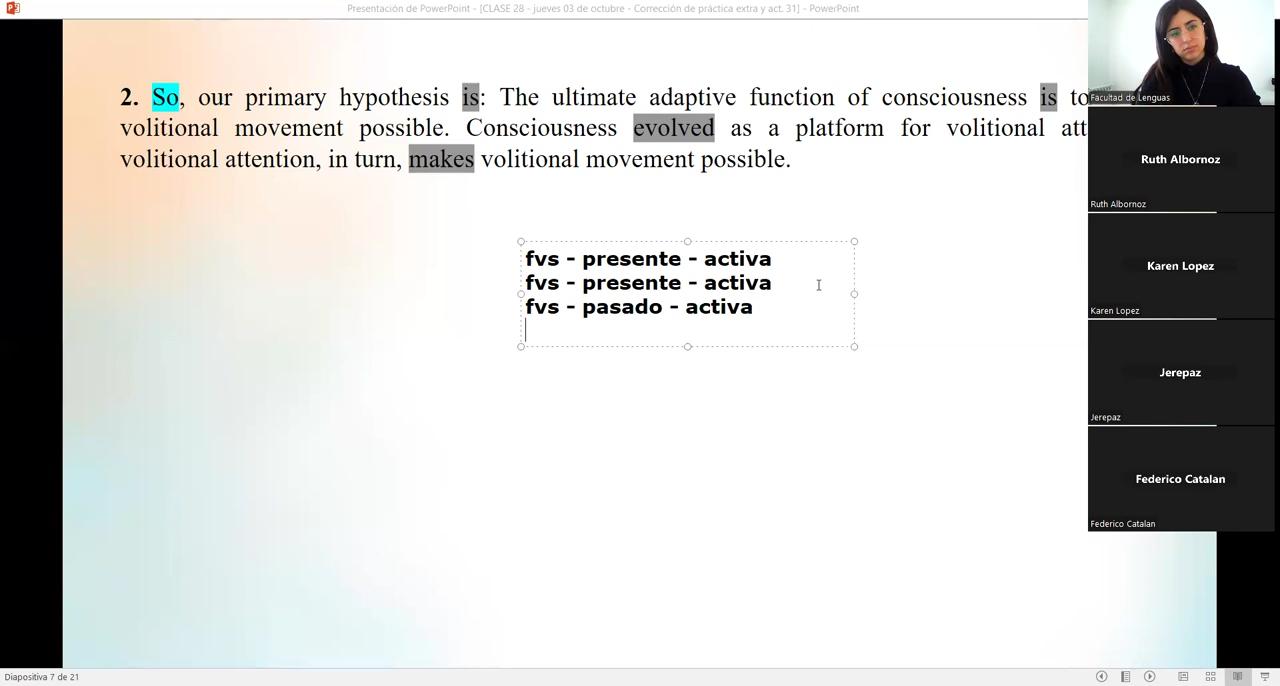 Presentación de PowerPoint - [CLASE 28 - jueves 03 de octubre - Corrección de práctica extra y act. 31] - PowerPoint
2. So, our primary hypothesis is: The ultimate adaptive function of consciousness is to
volitional movement possible. Consciousness evolved as a platform for volitional
volitional attention, in turn, makes volitional movement possible.
fvs - presente - activa
fvs - presente - activa
fvs - pasado - activa
Facultad de Lenguas
Ruth Albornoz
Ruth Albornoz
Karen Lopez
Karen Lopez
Jerepaz
Jerepaz
Federico Catalan
Federico Catalan
Diapositiva 7 de 21